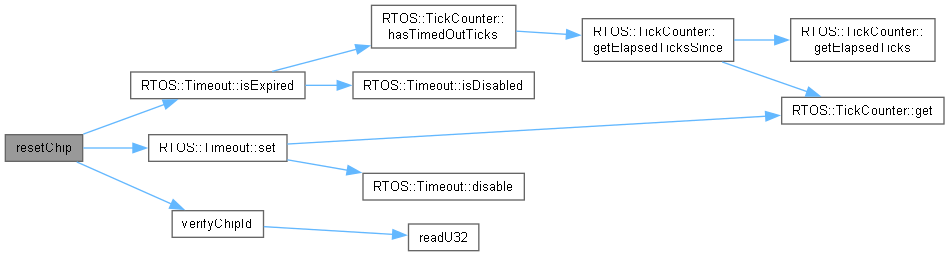 RTOS::TickCounter::
hasTimedOutTicks
RTOS::TickCounter::
getElapsedTicksSince
RTOS::TickCounter::
getElapsedTicks
RTOS::Timeout::isExpired
RTOS::Timeout::isDisabled
RTOS::TickCounter::get
resetChip
RTOS::Timeout::set
RTOS::Timeout::disable
verifyChipId
readU32